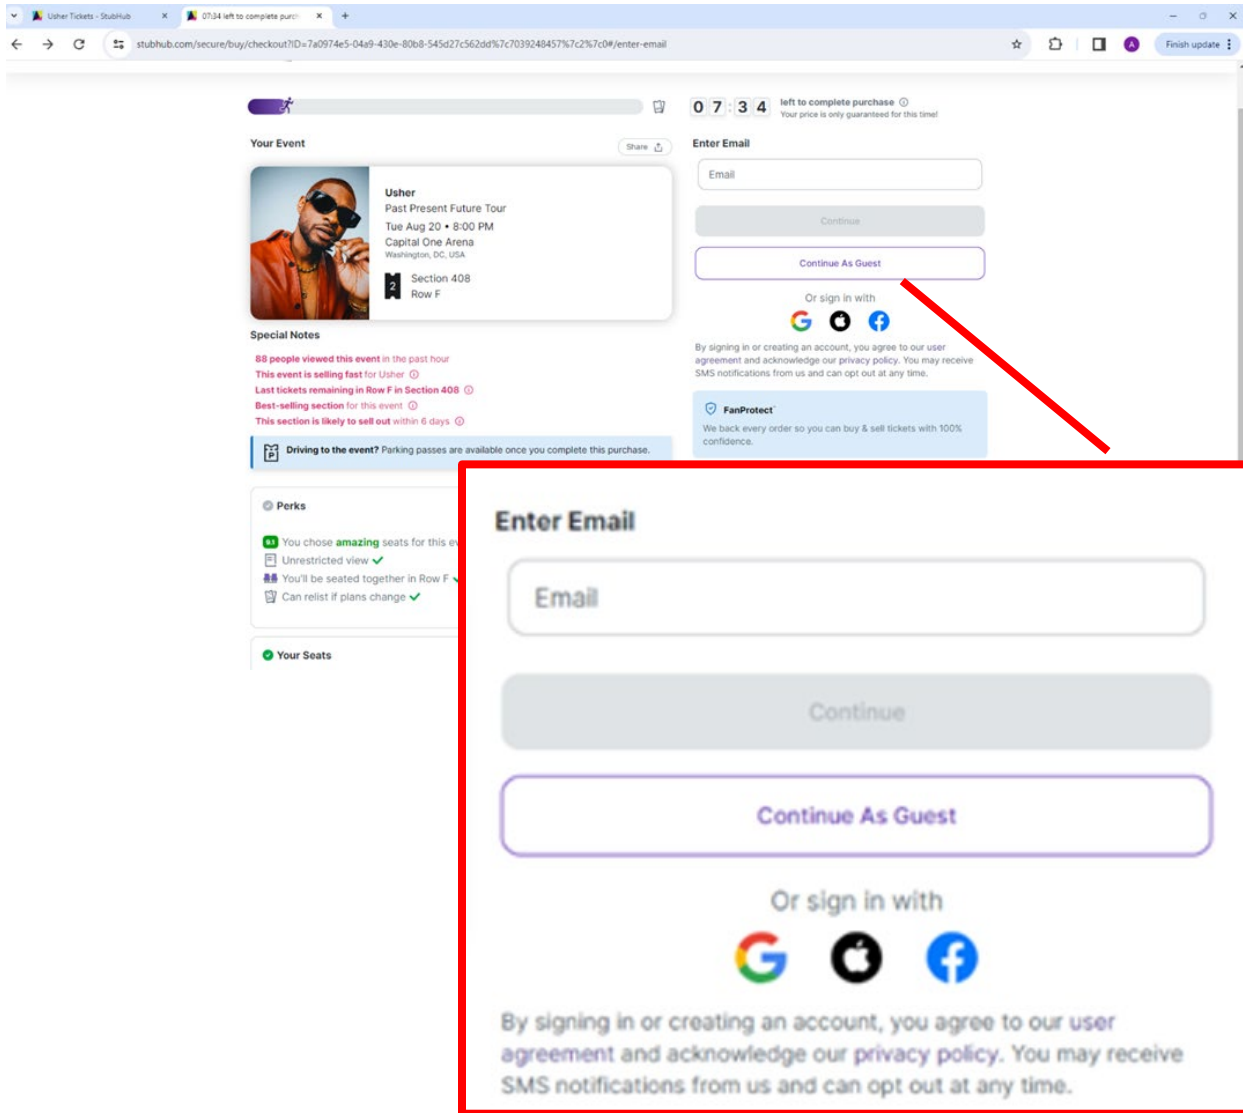 Usher Tickets - StubHub
07:34 left to complete purch
stubhub.com/secure/buy/checkout?ID=7a0974e5-04a9-430e-80b8-545d27c562dd%7c7039248457%7c2%7c0#/enter-email
A
Finish update
07:34
left to complete purchase
Your price is only guaranteed for this time!
Your Event
Share
Usher
Past Present Future Tour
Tue Aug 20 • 8:00 PM
Capital One Arena
Washington, DC, USA
2
Section 408
Row F
Special Notes
88 people viewed this event in the past hour
This event is selling fast for Usher
Last tickets remaining in Row F in Section 408
Best-selling section for this event
This section is likely to sell out within 6 days
P
Driving to the event? Parking passes are available once you complete this purchase.
Perks
9.1 You chose amazing seats for this ev
Unrestricted view
You'll be seated together in Row F
Can relist if plans change
Your Seats
Enter Email
Email
Continue
Continue As Guest
Or sign in with
By signing in or creating an account, you agree to our user
agreement and acknowledge our privacy policy. You may receive
SMS notifications from us and can opt out at any time.
FanProtect
We back every order so you can buy & sell tickets with 100%
confidence.
Enter Email
Email
Continue
Continue As Guest
Or sign in with
By signing in or creating an account, you agree to our user
agreement and acknowledge our privacy policy. You may receive
SMS notifications from us and can opt out at any time.